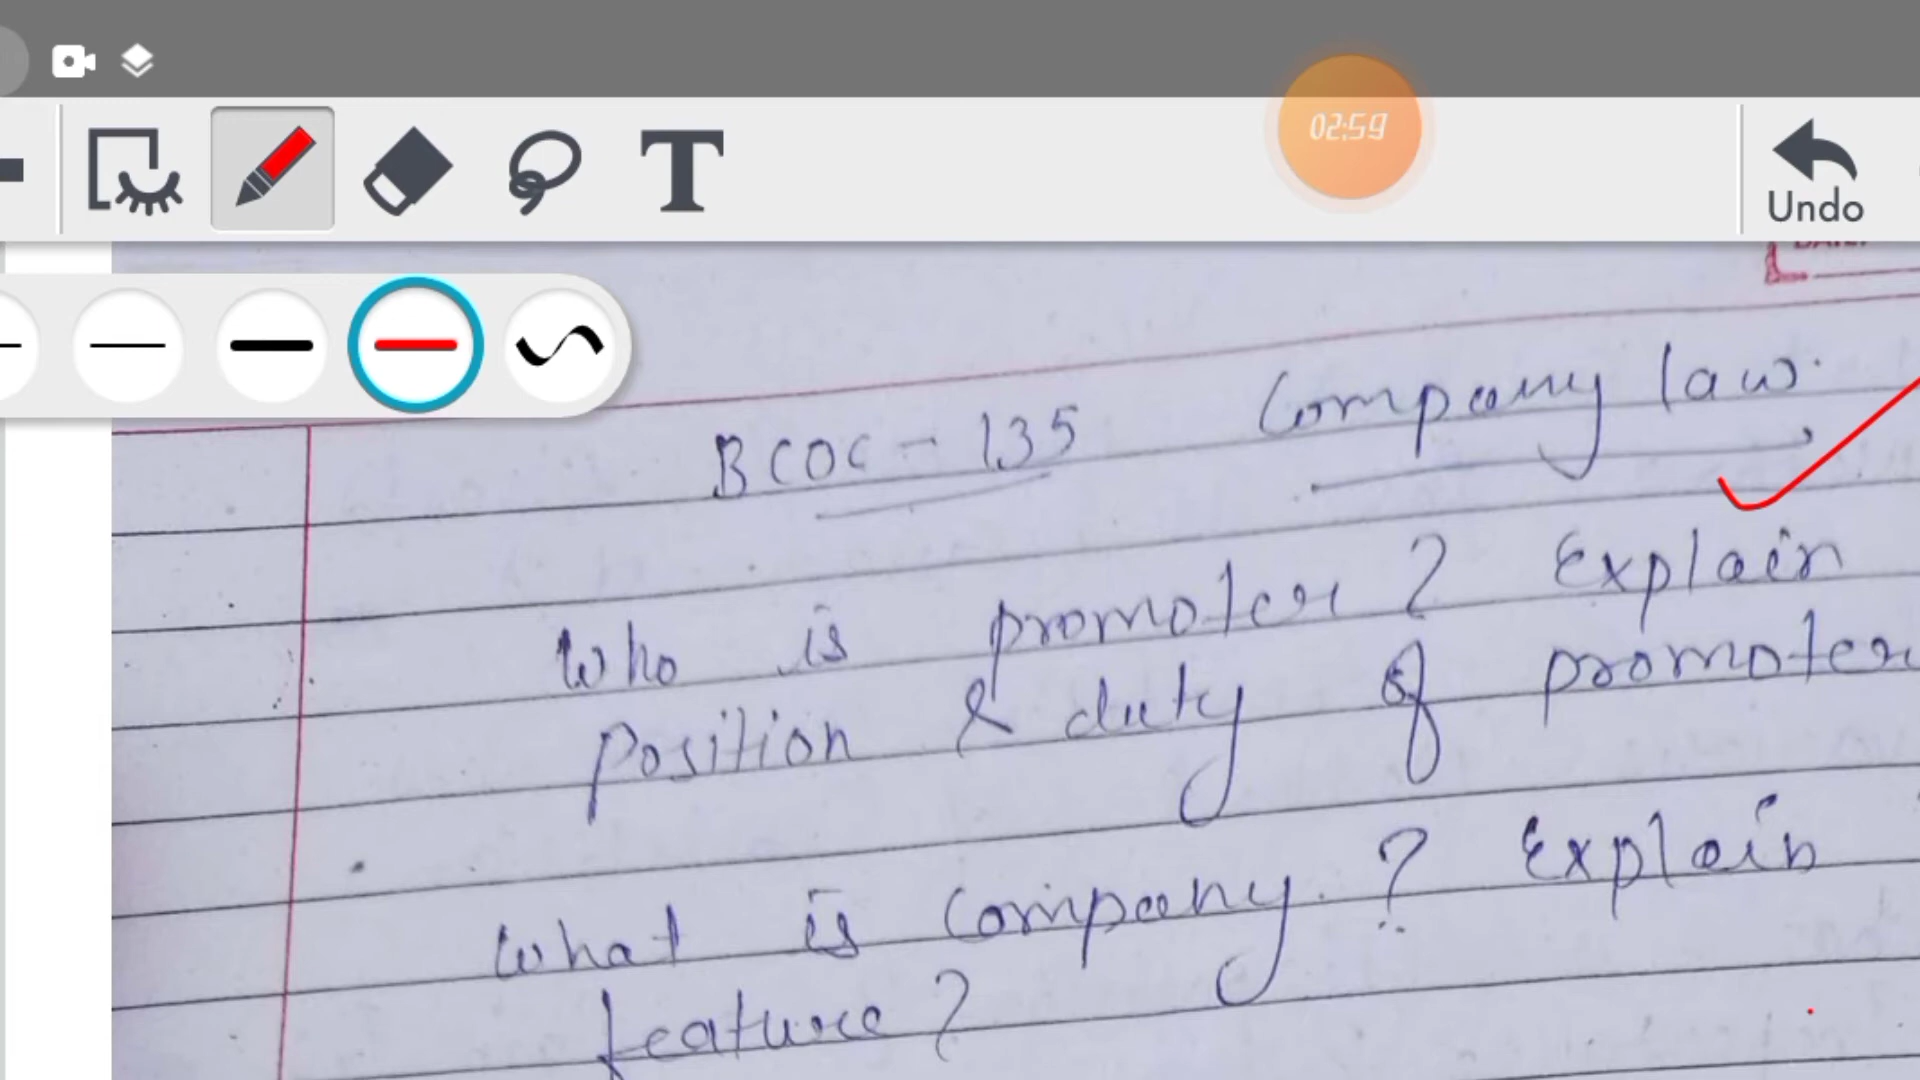 02:59
Undo
BCOC - 135 Company law.
Who is promoter? Explain
position & duty of promoter
What is company.? Explain
feature?